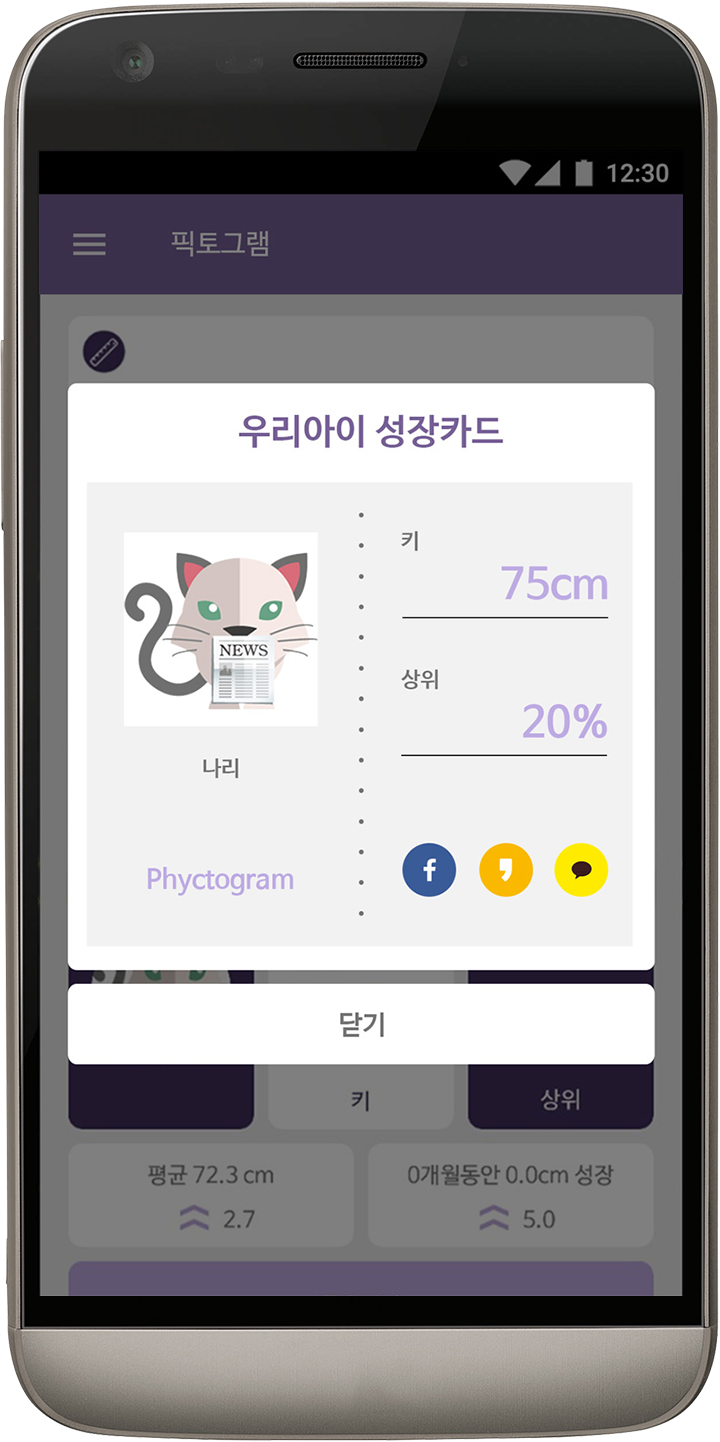 12:30
픽토그램
우리아이 성장카드
NEWS
나리
Phyctogram
키
75cm
상위
20%
f
닫기
키
상위
평균 72.3 cm
2.7
0개월동안 0.0cm 성장
5.0